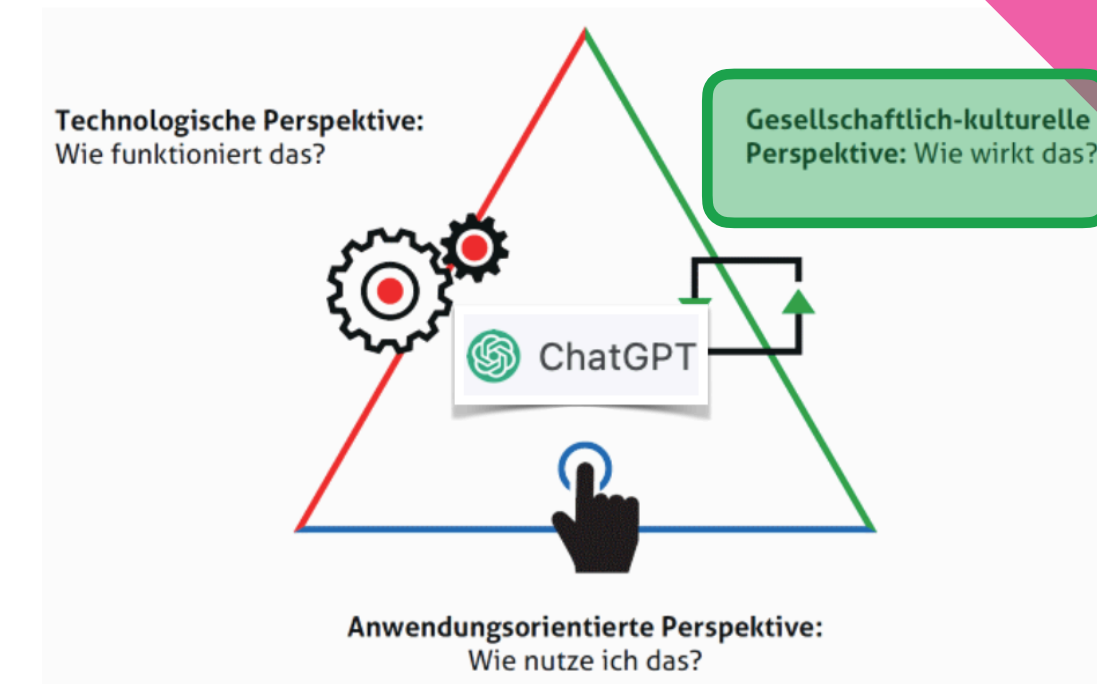 Technologische Perspektive:
Wie funktioniert das?
Gesellschaftlich-kulturelle
Perspektive: Wie wirkt das?
ChatGPT
Anwendungsorientierte Perspektive:
Wie nutze ich das?